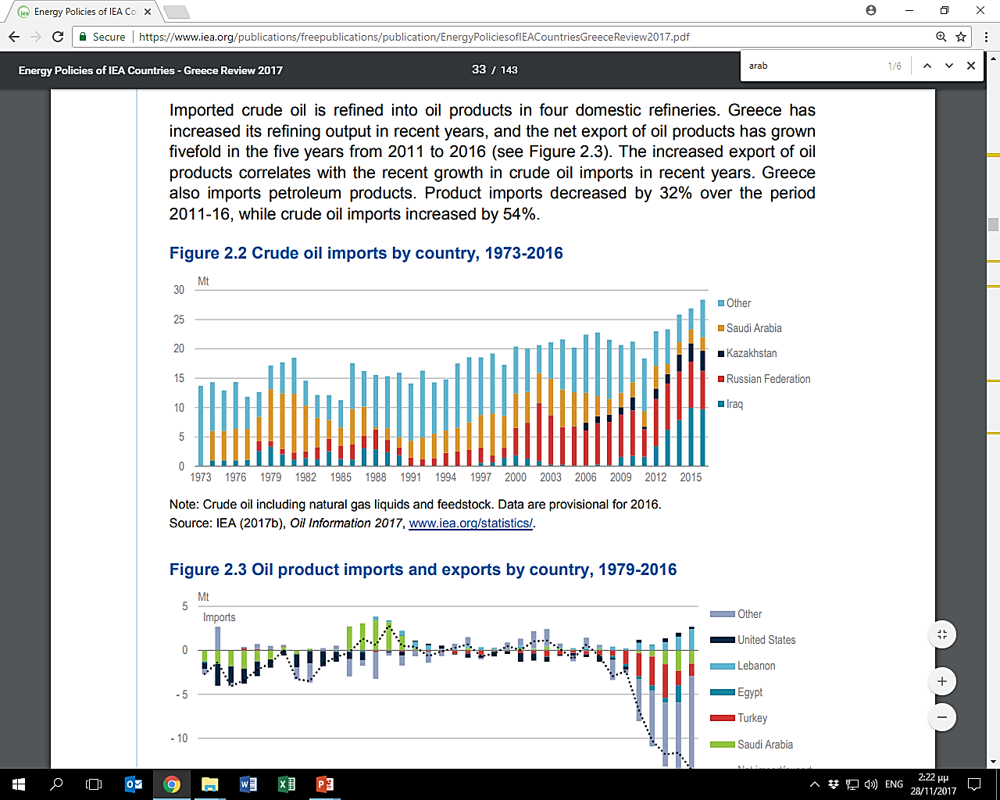 Energy Policies of IEA Co
Secure
https://www.iea.org/publications/freepublications/publication/EnergyPoliciesofIEACountriesGreeceReview2017.pdf
Energy Policies of IEA Countries - Greece Review 2017
33 / 143
arab
1/6
Imported crude oil is refined into oil products in four domestic refineries. Greece has
increased its refining output in recent years, and the net export of oil products has grown
fivefold in the five years from 2011 to 2016 (see Figure 2.3). The increased export of oil
products correlates with the recent growth in crude oil imports in recent years. Greece
also imports petroleum products. Product imports decreased by 32% over the period
2011-16, while crude oil imports increased by 54%.
Figure 2.2 Crude oil imports by country, 1973-2016
Mt
30
25
20
15
10
5
0
1973 1976 1979 1982 1985 1988 1991 1994 1997 2000 2003 2006 2009 2012 2015
Other
Saudi Arabia
Kazakhstan
Russian Federation
Iraq
Note: Crude oil including natural gas liquids and feedstock. Data are provisional for 2016.
Source: IEA (2017b), Oil Information 2017, www.iea.org/statistics/.
Figure 2.3 Oil product imports and exports by country, 1979-2016
Mt
5
Imports
0
- 5
- 10
Other
United States
Lebanon
Egypt
Turkey
Saudi Arabia
ENG
2:22 μμ
28/11/2017